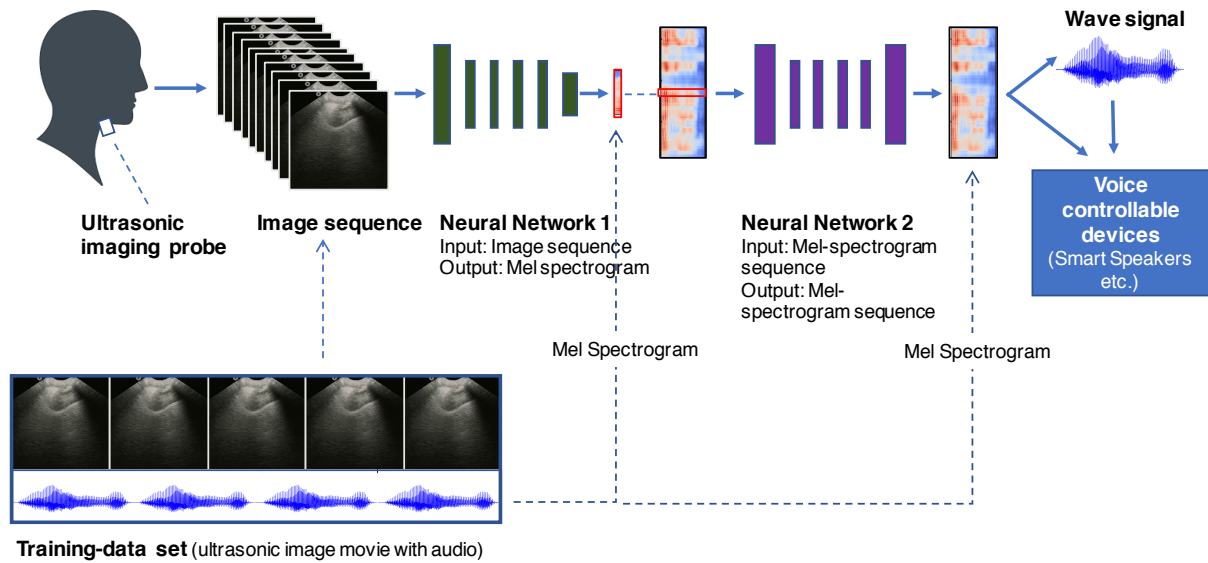 Wave signal
Ultrasonic
imaging probe
Image sequence
Neural Network 1
Input: Image sequence
Output: Mel spectrogram
Neural Network 2
Input: Mel-spectrogram
sequence
Output: Mel-
spectrogram sequence
Voice
controllable
devices
(Smart Speakers
etc.)
Mel Spectrogram
Mel Spectrogram
Training-data set (ultrasonic image movie with audio)